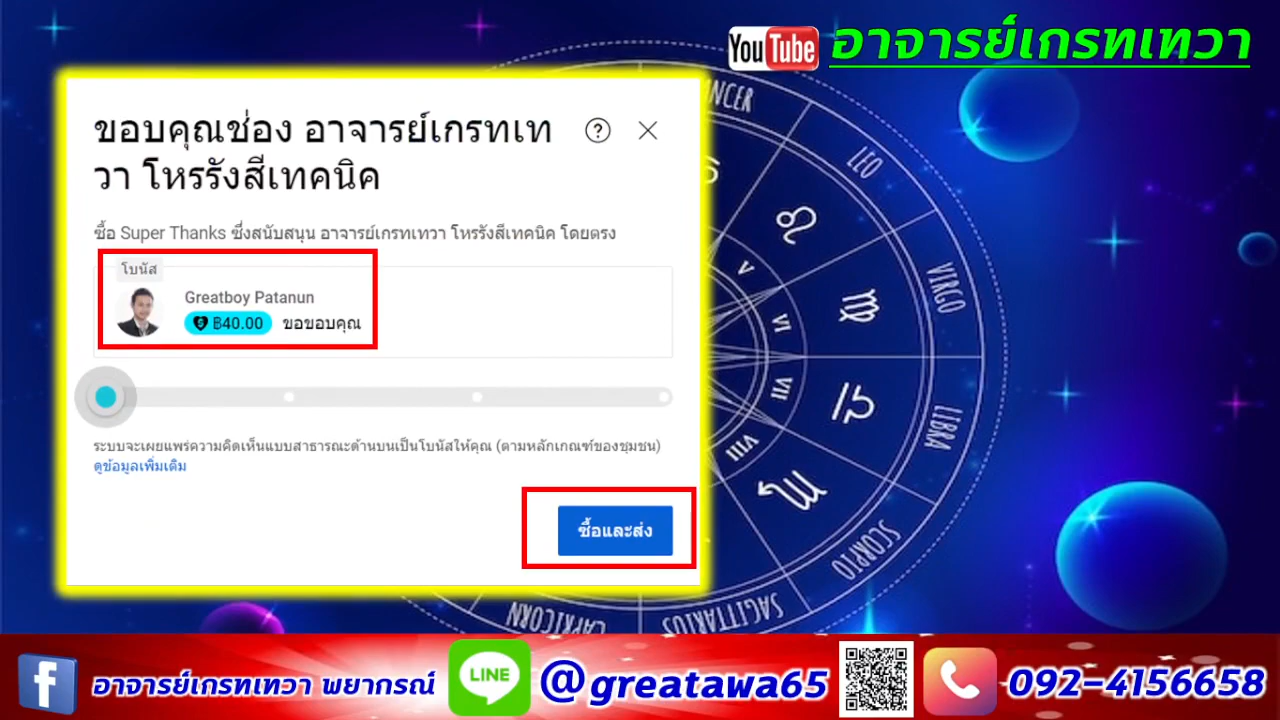 YouTube อาจารย์เกรทเทวา
ขอบคุณช่อง อาจารย์เกรทเท
วา โหรรังสีเทคนิค
ซื้อ Super Thanks ซึ่งสนับสนุน อาจารย์เกรทเทวา โหรรังสีเทคนิค โดยตรง
โบนัส
Greatboy Patanun
฿40.00 ขอขอบคุณ
ระบบจะเผยแพร่ความคิดเห็นแบบสาธารณะด้านบนเป็นโบนัสให้คุณ (ตามหลักเกณฑ์ของชุมชน)
ดูข้อมูลเพิ่มเติม
ซื้อและส่ง
ANCER
LEO
VIRGO
LIBRA
SCORPIO
SAGITTARIUS
CAPRICORN
V
VI
VII
VIII
อาจารย์เกรทเทวา พยากรณ์
LINE
@greatawa65
092-4156658